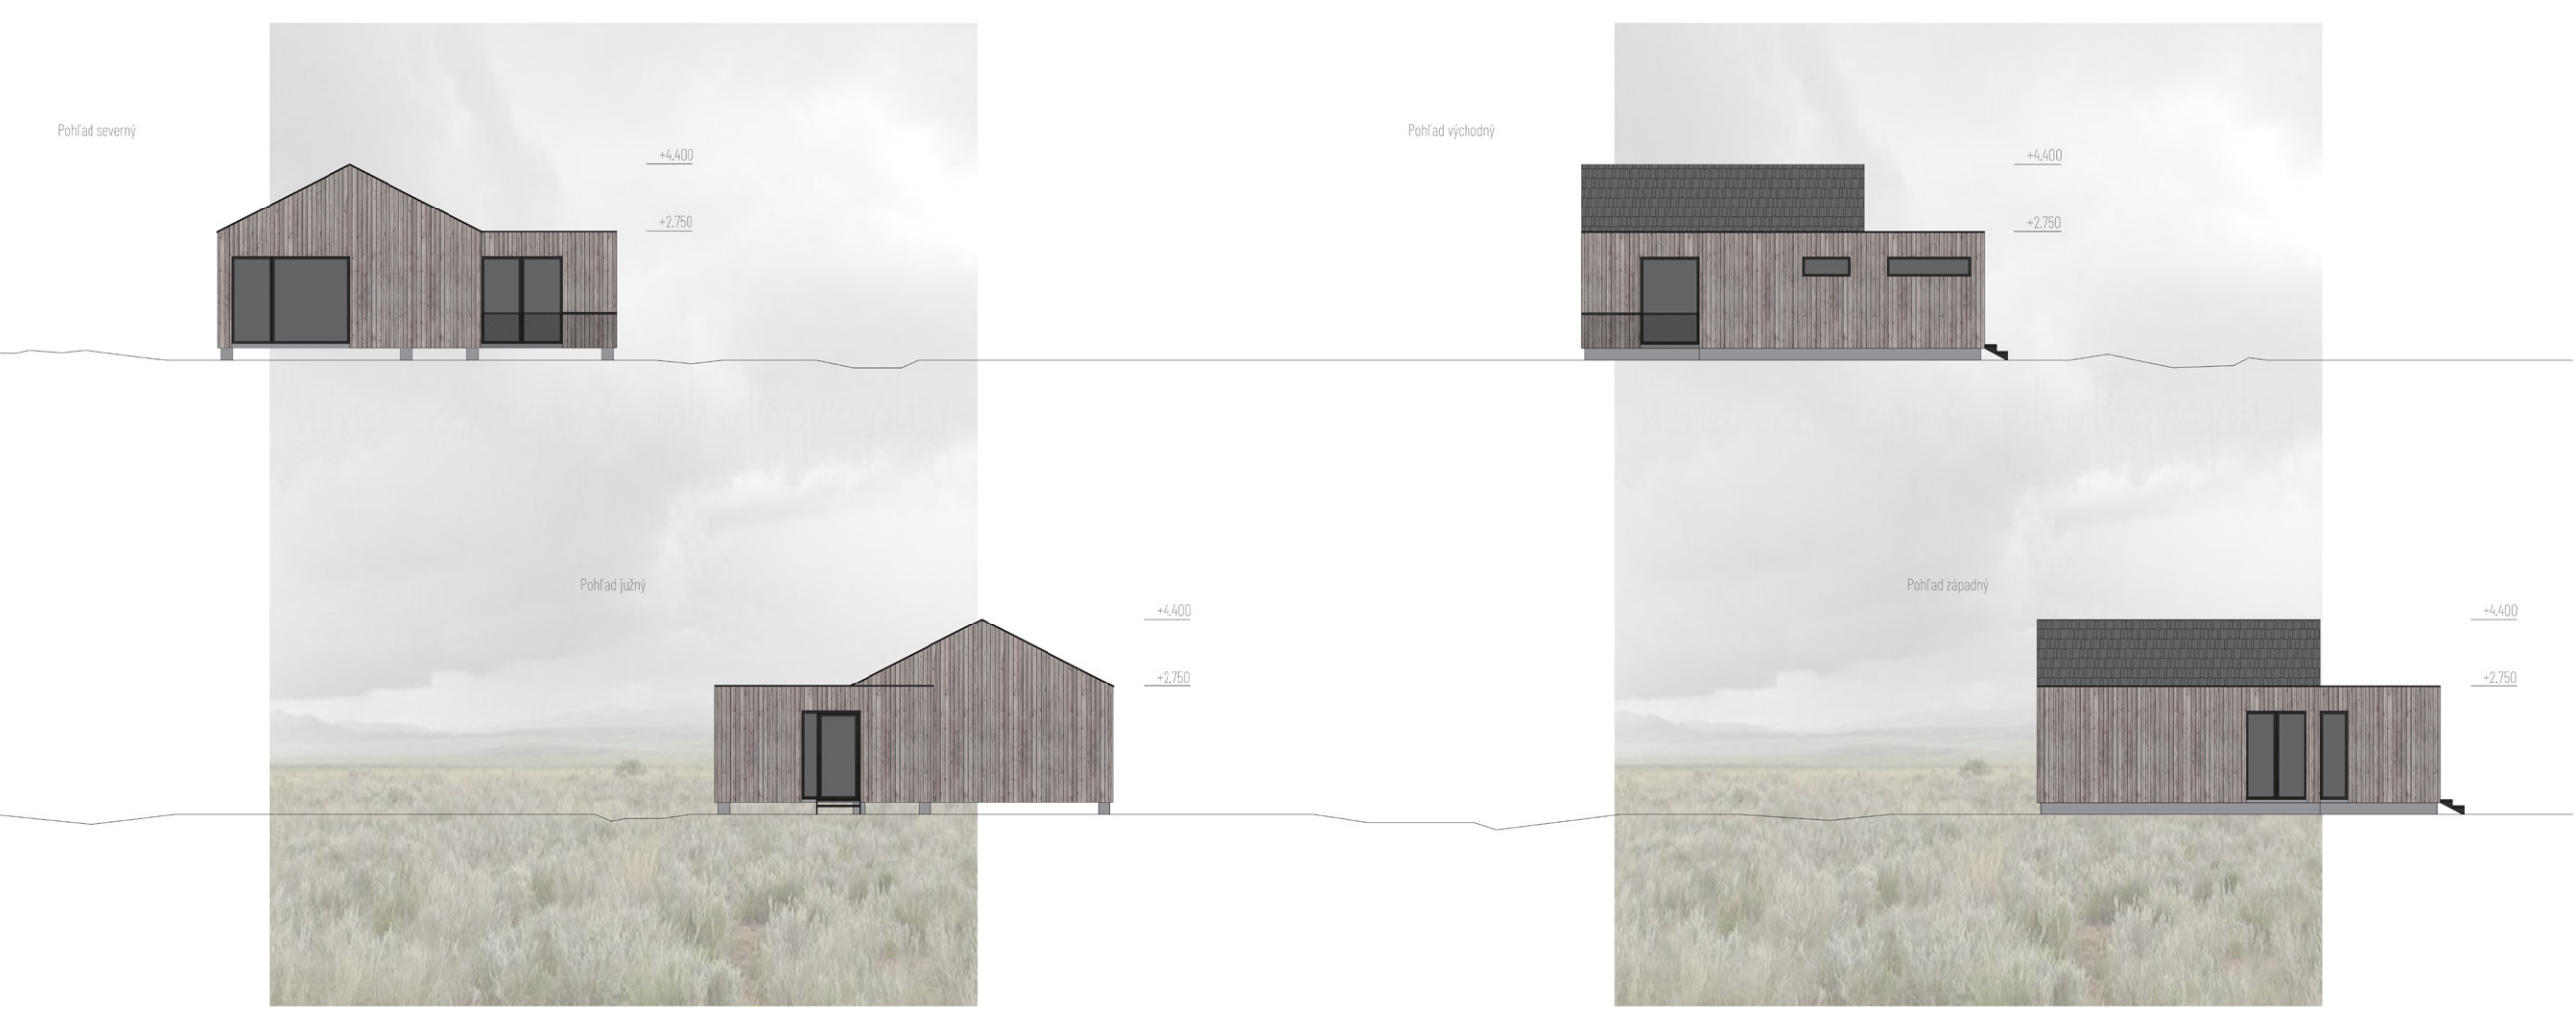 Pohľad severný
+4.400
+2.750
Pohľad východný
+4.400
+2.750
Pohľad južný
+4.400
+2.750
Pohľad západný
+4.400
+2.750